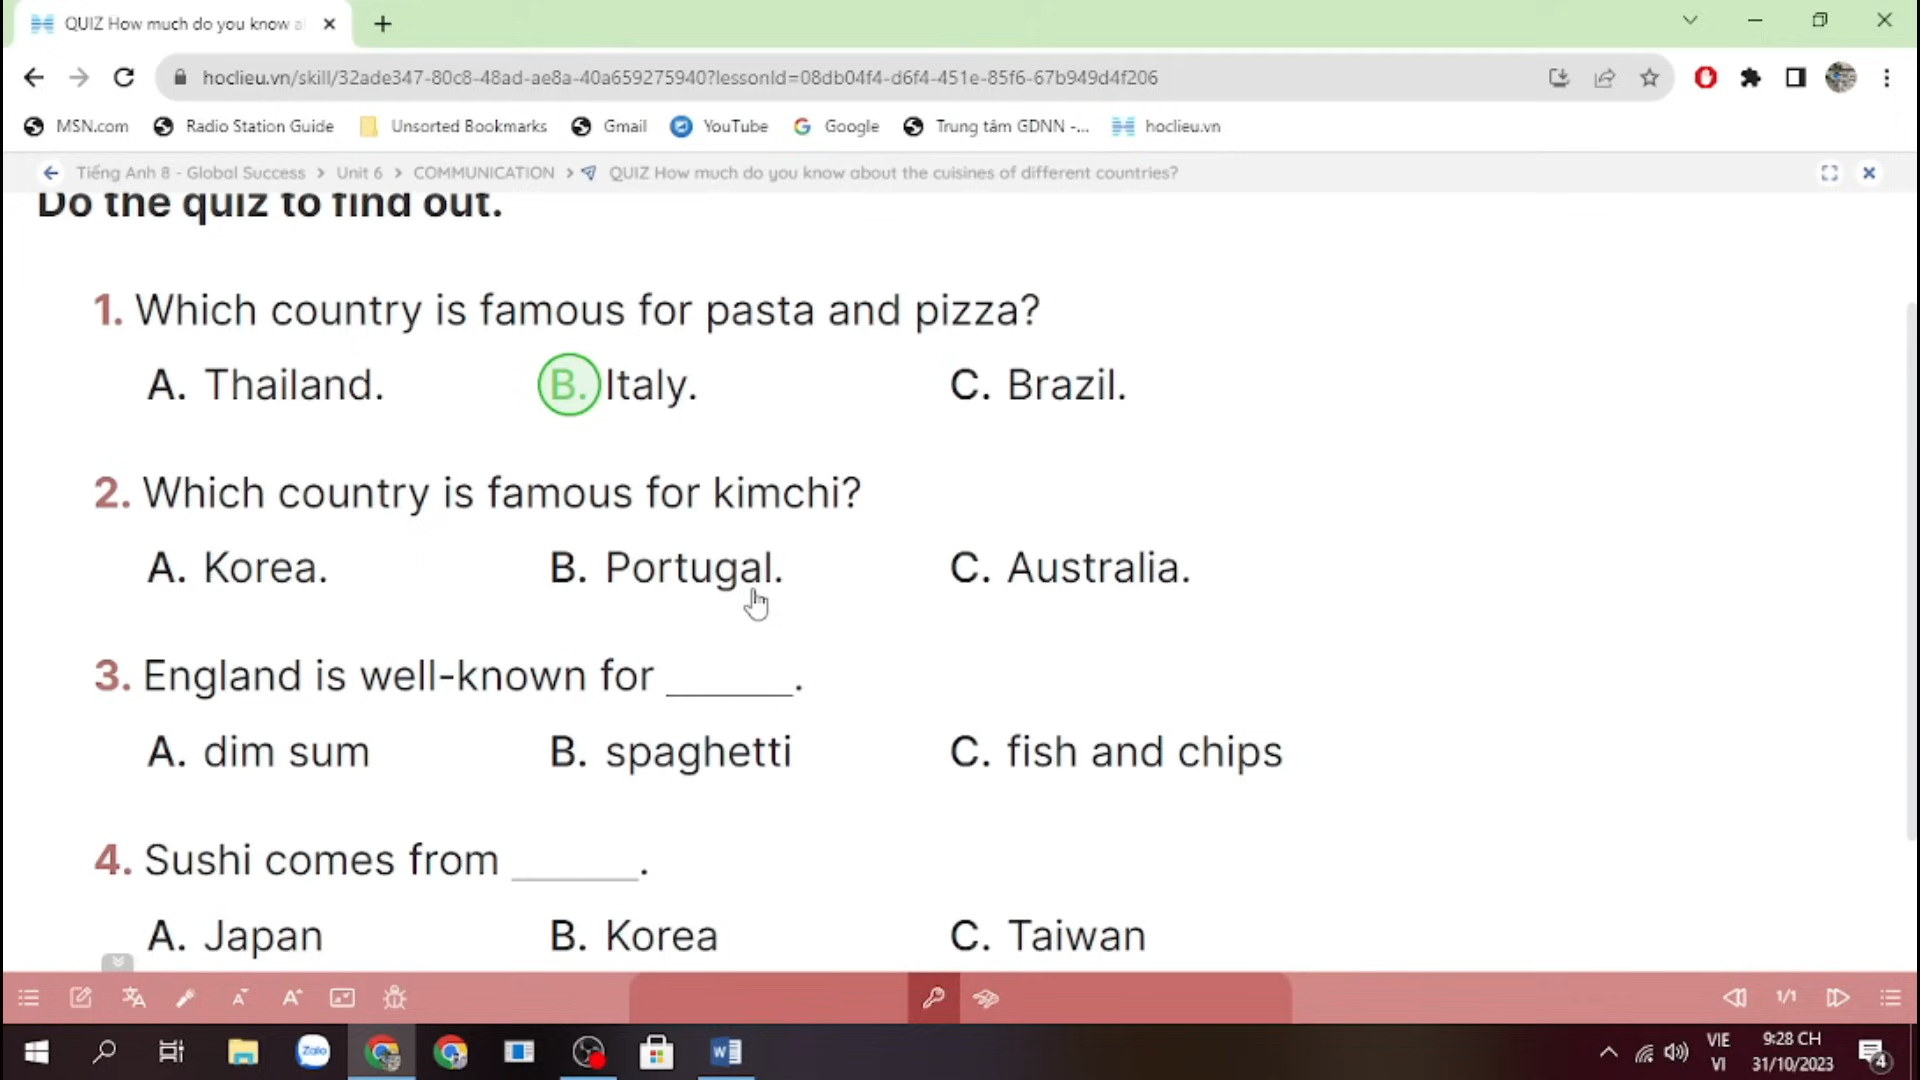 QUIZ How much do you know a
hoclieu.vn/skill/32ade347-80c8-48ad-ae8a-40a659275940?lessonId=08db04f4-d6f4-451e-85f6-67b949d4f206
MSN.com Radio Station Guide Unsorted Bookmarks Gmail YouTube Google Trung tâm GDNN -... hoclieu.vn
Tiếng Anh 8 - Global Success > Unit 6 > COMMUNICATION > QUIZ How much do you know about the cuisines of different countries?
Do the quiz to find out.
1. Which country is famous for pasta and pizza?
A. Thailand. B. Italy. C. Brazil.
2. Which country is famous for kimchi?
A. Korea. B. Portugal. C. Australia.
3. England is well-known for ______.
A. dim sum B. spaghetti C. fish and chips
4. Sushi comes from ______.
A. Japan B. Korea C. Taiwan
1/1
Zalo
VIE 9:28 CH
VI 31/10/2023 4